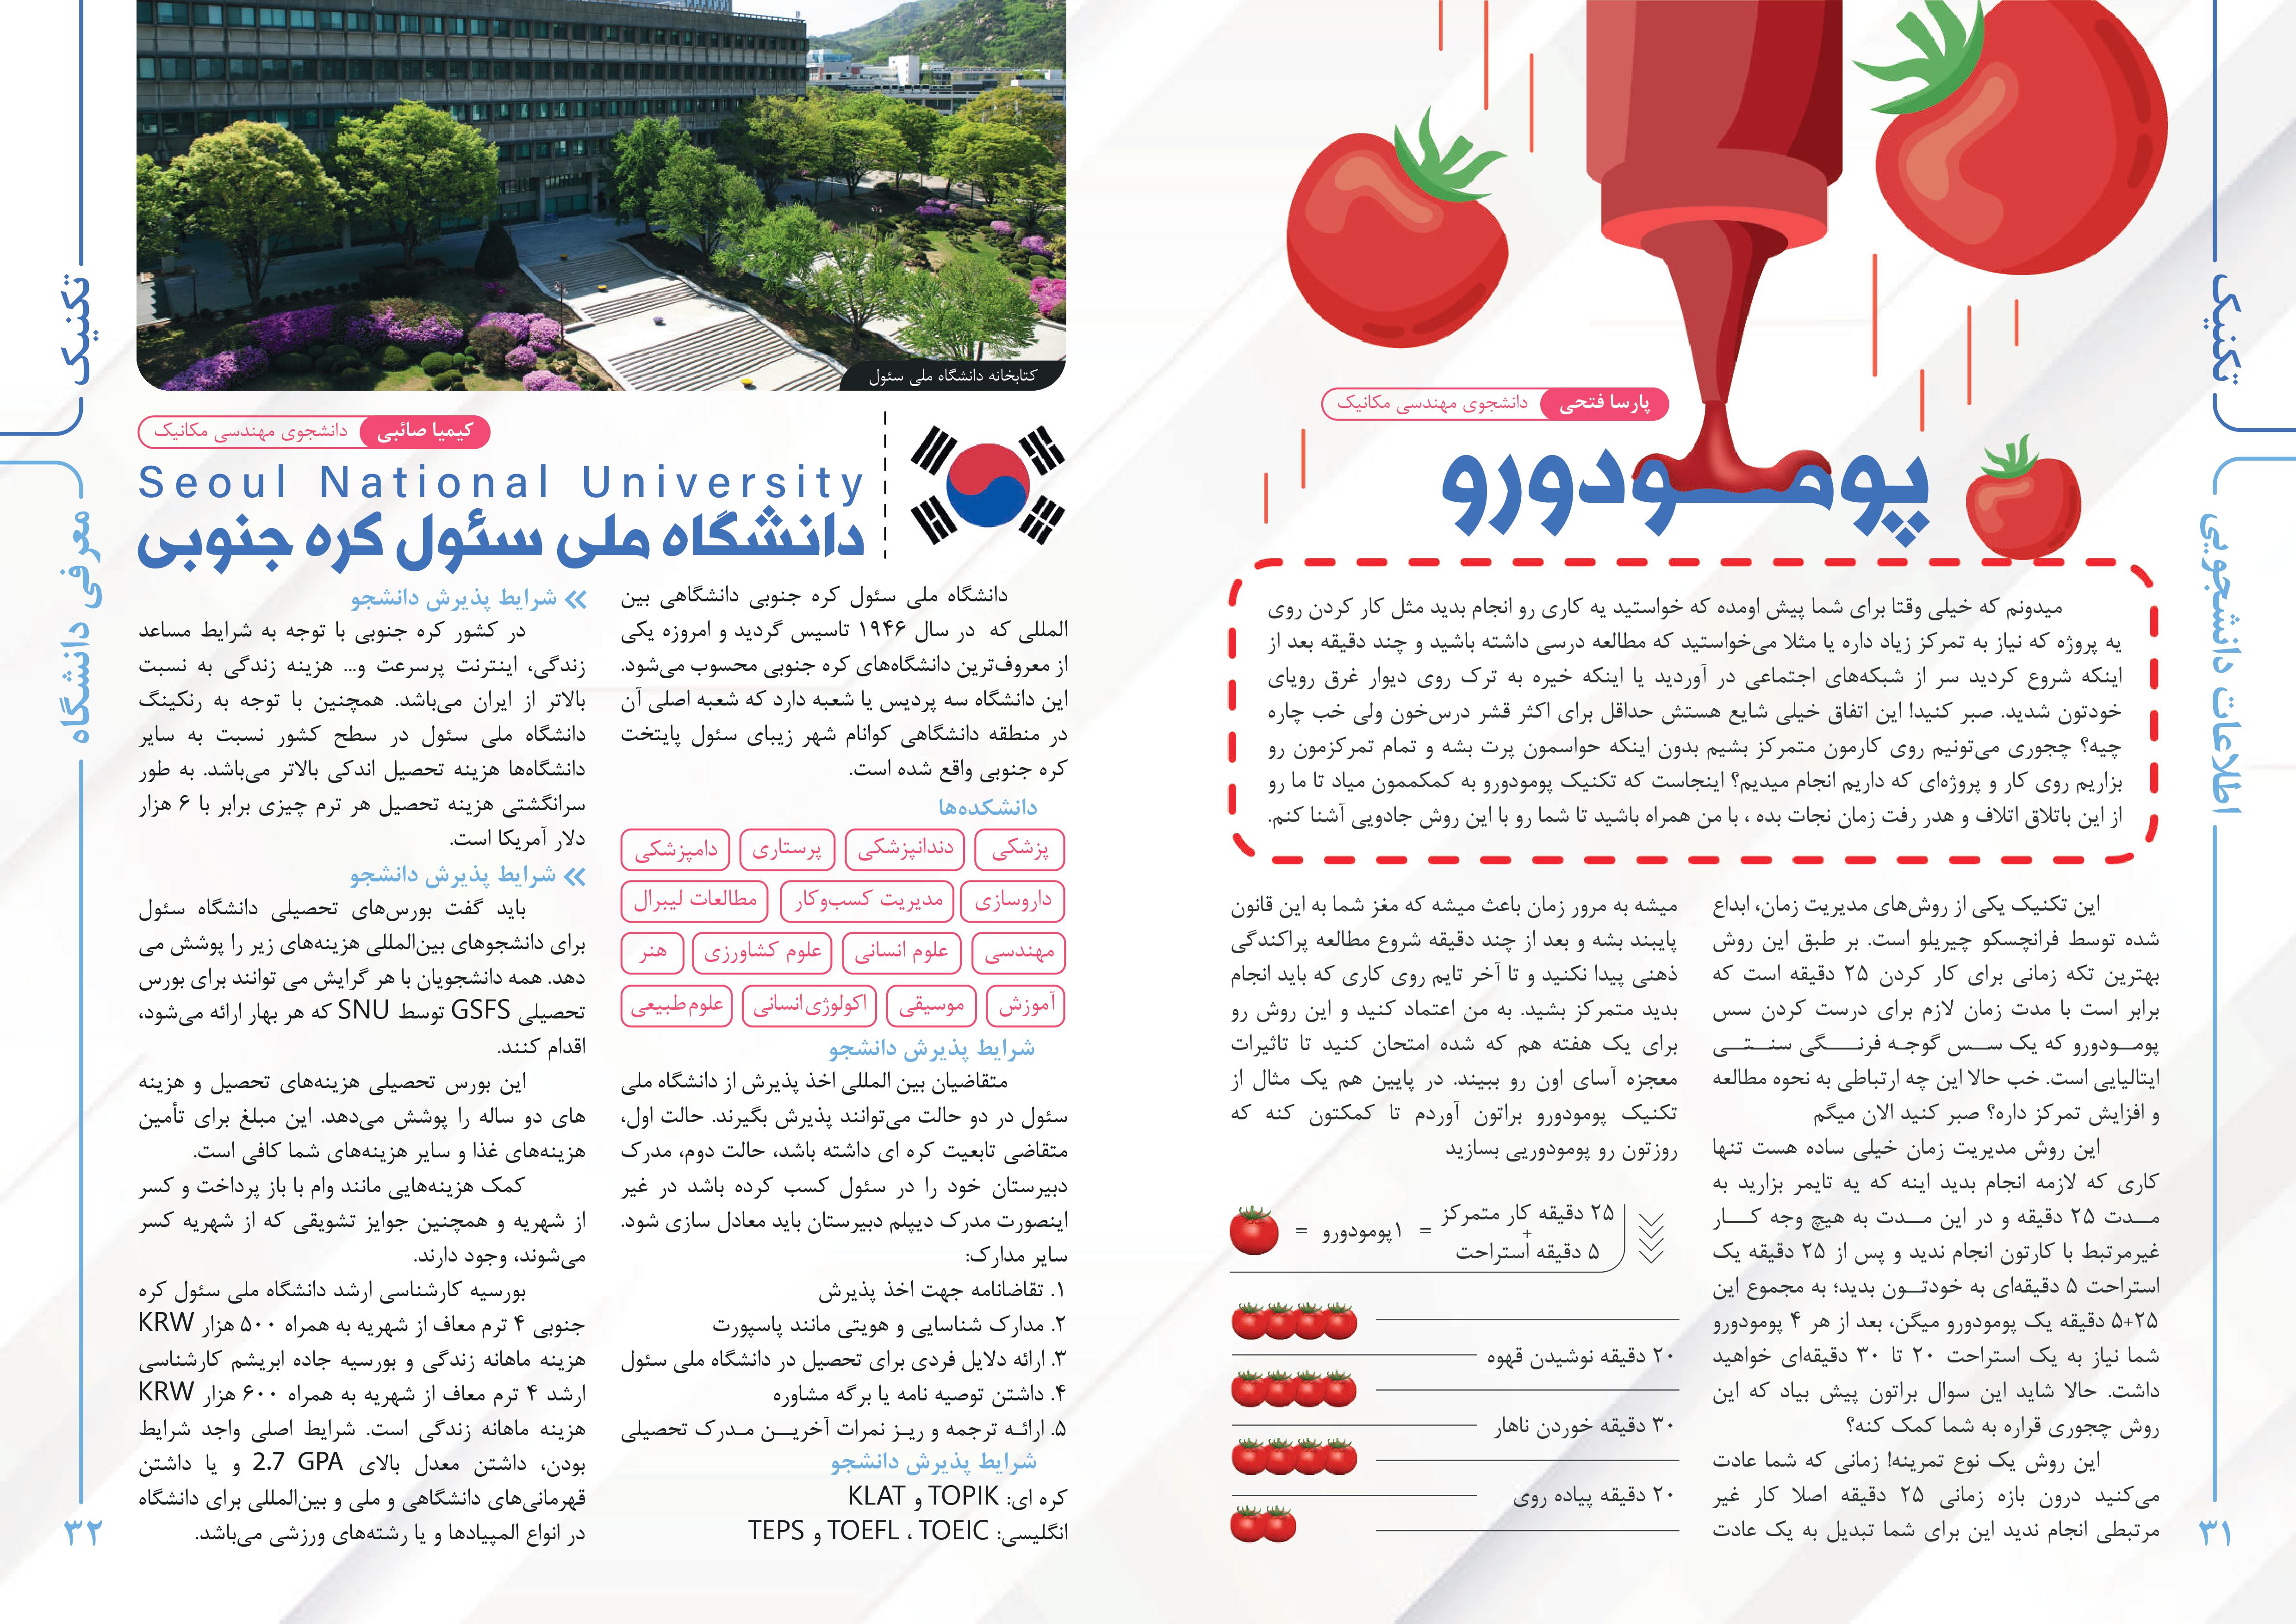 تکنیک
اطلاعات دانشجویی
۳۱
پارسا فتحی دانشجوی مهندسی مکانیک
پومـودورو
میدونم که خیلی وقتا برای شما پیش اومده که خواستید یه کاری رو انجام بدید مثل کار کردن روی
یه پروژه که نیاز به تمرکز زیاد داره یا مثلا می‌خواستید که مطالعه درسی داشته باشید و چند دقیقه بعد از
اینکه شروع کردید سر از شبکه‌های اجتماعی در آوردید یا اینکه خیره به ترک روی دیوار غرق رویای
خودتون شدید. صبر کنید! این اتفاق خیلی شایع هستش حداقل برای اکثر قشر درس‌خون ولی خب چاره
چیه؟ چجوری می‌تونیم روی کارمون متمرکز بشیم بدون اینکه حواسمون پرت بشه و تمام تمرکزمون رو
بزاریم روی کار و پروژه‌ای که داریم انجام میدیم؟ اینجاست که تکنیک پومودورو به کمکممون میاد تا ما رو
از این باتلاق اتلاف و هدر رفت زمان نجات بده ، با من همراه باشید تا شما رو با این روش جادویی آشنا کنم.
این تکنیک یکی از روش‌های مدیریت زمان، ابداع
شده توسط فرانچسکو چیریلو است. بر طبق این روش
بهترین تکه زمانی برای کار کردن ۲۵ دقیقه است که
برابر است با مدت زمان لازم برای درست کردن سس
پومـودورو که یک سـس گوجـه فرنـگی سنـتـی
ایتالیایی است. خب حالا این چه ارتباطی به نحوه مطالعه
و افزایش تمرکز داره؟ صبر کنید الان میگم
این روش مدیریت زمان خیلی ساده هست تنها
کاری که لازمه انجام بدید اینه که یه تایمر بزارید به
مـدت ۲۵ دقیقه و در این مـدت به هیچ وجه کـار
غیرمرتبط با کارتون انجام ندید و پس از ۲۵ دقیقه یک
استراحت ۵ دقیقه‌ای به خودتـون بدید؛ به مجموع این
۲۵+۵ دقیقه یک پومودورو میگن، بعد از هر ۴ پومودورو
شما نیاز به یک استراحت ۲۰ تا ۳۰ دقیقه‌ای خواهید
داشت. حالا شاید این سوال براتون پیش بیاد که این
روش چجوری قراره به شما کمک کنه؟
این روش یک نوع تمرینه! زمانی که شما عادت
می‌کنید درون بازه زمانی ۲۵ دقیقه اصلا کار غیر
مرتبطی انجام ندید این برای شما تبدیل به یک عادت
میشه به مرور زمان باعث میشه که مغز شما به این قانون
پایبند بشه و بعد از چند دقیقه شروع مطالعه پراکندگی
ذهنی پیدا نکنید و تا آخر تایم روی کاری که باید انجام
بدید متمرکز بشید. به من اعتماد کنید و این روش رو
برای یک هفته هم که شده امتحان کنید تا تاثیرات
معجزه آسای اون رو ببیند. در پایین هم یک مثال از
تکنیک پومودورو براتون آوردم تا کمکتون کنه که
روزتون رو پومودوریی بسازید
۲۵ دقیقه کار متمرکز
+
۵ دقیقه استراحت
= ۱پومودورو =
۲۰ دقیقه نوشیدن قهوه
۳۰ دقیقه خوردن ناهار
۲۰ دقیقه پیاده روی
کتابخانه دانشگاه ملی سئول
کیمیا صائبی دانشجوی مهندسی مکانیک
Seoul National University
دانشگاه ملی سئول کره جنوبی
دانشگاه ملی سئول کره جنوبی دانشگاهی بین
المللی که در سال ۱۹۴۶ تاسیس گردید و امروزه یکی
از معروف‌ترین دانشگاه‌های کره جنوبی محسوب می‌شود.
این دانشگاه سه پردیس یا شعبه دارد که شعبه اصلی آن
در منطقه دانشگاهی کوانام شهر زیبای سئول پایتخت
کره جنوبی واقع شده است.
دانشکده‌ها
پزشکی دندانپزشکی پرستاری دامپزشکی
داروسازی مدیریت کسب‌وکار مطالعات لیبرال
مهندسی علوم انسانی علوم کشاورزی هنر
آموزش موسیقی اکولوژی‌انسانی علوم‌طبیعی
شرایط پذیرش دانشجو
متقاضیان بین المللی اخذ پذیرش از دانشگاه ملی
سئول در دو حالت می‌توانند پذیرش بگیرند. حالت اول،
متقاضی تابعیت کره ای داشته باشد، حالت دوم، مدرک
دبیرستان خود را در سئول کسب کرده باشد در غیر
اینصورت مدرک دیپلم دبیرستان باید معادل سازی شود.
سایر مدارک:
۱. تقاضانامه جهت اخذ پذیرش
۲. مدارک شناسایی و هویتی مانند پاسپورت
۳. ارائه دلایل فردی برای تحصیل در دانشگاه ملی سئول
۴. داشتن توصیه نامه یا برگه مشاوره
۵. ارائـه ترجمه و ریـز نمرات آخریـن مـدرک تحصیلی
شرایط پذیرش دانشجو
کره ای: TOPIK و KLAT
انگلیسی: TOEFL ، TOEIC و TEPS
» شرایط پذیرش دانشجو
در کشور کره جنوبی با توجه به شرایط مساعد
زندگی، اینترنت پرسرعت و... هزینه زندگی به نسبت
بالاتر از ایران می‌باشد. همچنین با توجه به رنکینگ
دانشگاه ملی سئول در سطح کشور نسبت به سایر
دانشگاه‌ها هزینه تحصیل اندکی بالاتر می‌باشد. به طور
سرانگشتی هزینه تحصیل هر ترم چیزی برابر با ۶ هزار
دلار آمریکا است.
» شرایط پذیرش دانشجو
باید گفت بورس‌های تحصیلی دانشگاه سئول
برای دانشجوهای بین‌المللی هزینه‌های زیر را پوشش می
دهد. همه دانشجویان با هر گرایش می توانند برای بورس
تحصیلی GSFS توسط SNU که هر بهار ارائه می‌شود،
اقدام کنند.
این بورس تحصیلی هزینه‌های تحصیل و هزینه
های دو ساله را پوشش می‌دهد. این مبلغ برای تأمین
هزینه‌های غذا و سایر هزینه‌های شما کافی است.
کمک هزینه‌هایی مانند وام با باز پرداخت و کسر
از شهریه و همچنین جوایز تشویقی که از شهریه کسر
می‌شوند، وجود دارند.
بورسیه کارشناسی ارشد دانشگاه ملی سئول کره
جنوبی ۴ ترم معاف از شهریه به همراه ۵۰۰ هزار KRW
هزینه ماهانه زندگی و بورسیه جاده ابریشم کارشناسی
ارشد ۴ ترم معاف از شهریه به همراه ۶۰۰ هزار KRW
هزینه ماهانه زندگی است. شرایط اصلی واجد شرایط
بودن، داشتن معدل بالای 2.7 GPA و یا داشتن
قهرمانی‌های دانشگاهی و ملی و بین‌المللی برای دانشگاه
در انواع المپیادها و یا رشته‌های ورزشی می‌باشد.
تکنیک
معرفی دانشگاه
۳۲